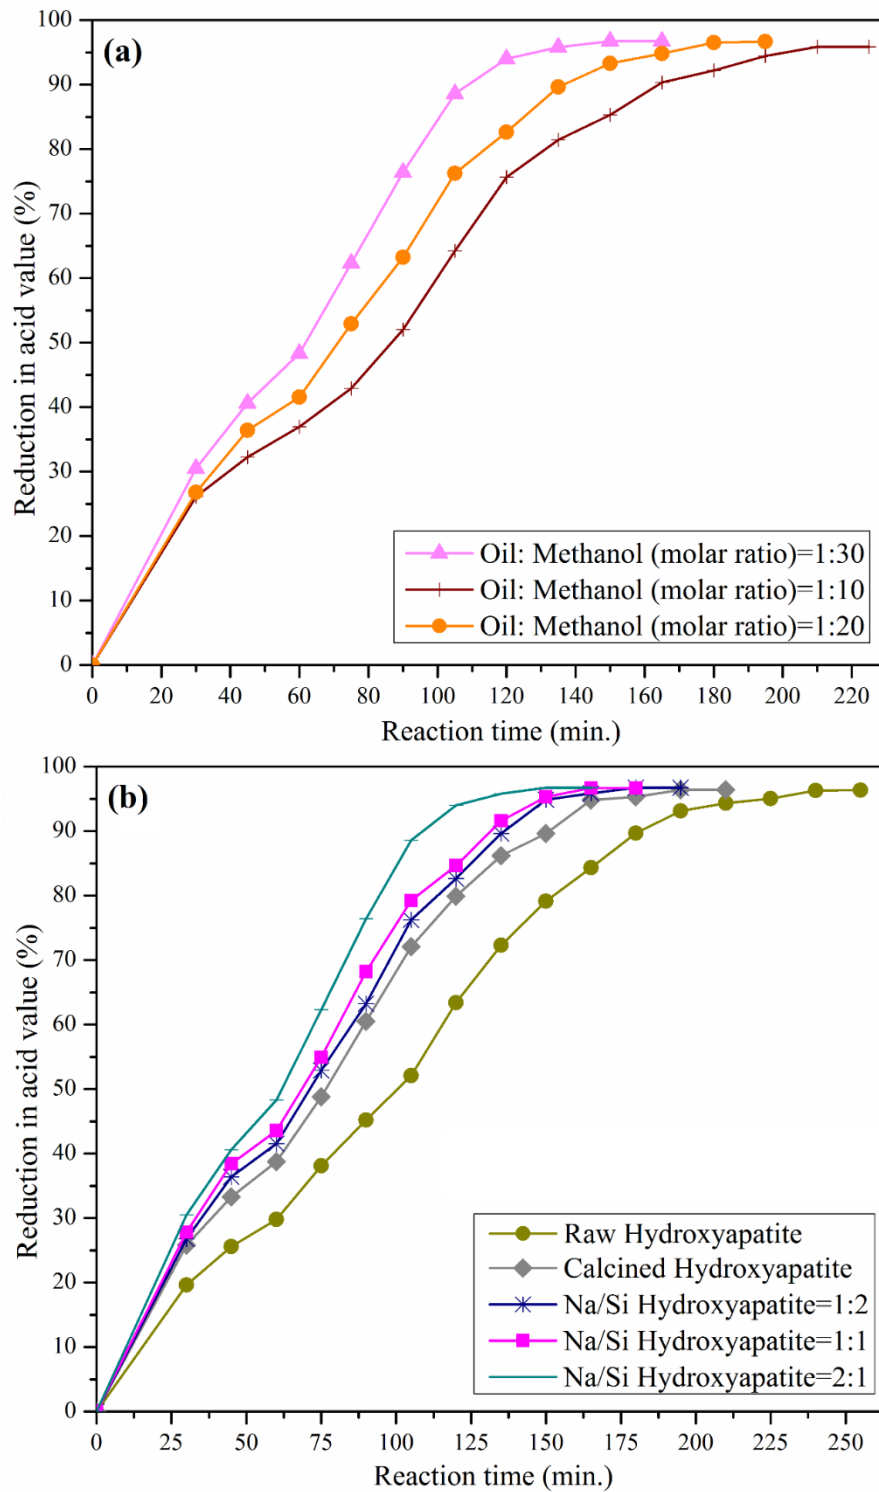 (a)
Reduction in acid value (%)
100
90
80
70
60
50
40
30
20
10
0
Oil: Methanol (molar ratio)=1:30
Oil: Methanol (molar ratio)=1:10
Oil: Methanol (molar ratio)=1:20
0 20 40 60 80 100 120 140 160 180 200 220
Reaction time (min.)
(b)
Reduction in acid value (%)
100
90
80
70
60
50
40
30
20
10
0
Raw Hydroxyapatite
Calcined Hydroxyapatite
Na/Si Hydroxyapatite=1:2
Na/Si Hydroxyapatite=1:1
Na/Si Hydroxyapatite=2:1
0 25 50 75 100 125 150 175 200 225 250
Reaction time (min.)